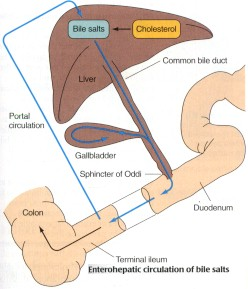 Bile salts
Cholesterol
Common bile duct
Liver
Portal
circulation
Gallbladder
Sphincter of Oddi
Duodenum
Colon
Terminal ileum
Enterohepatic circulation of bile salts